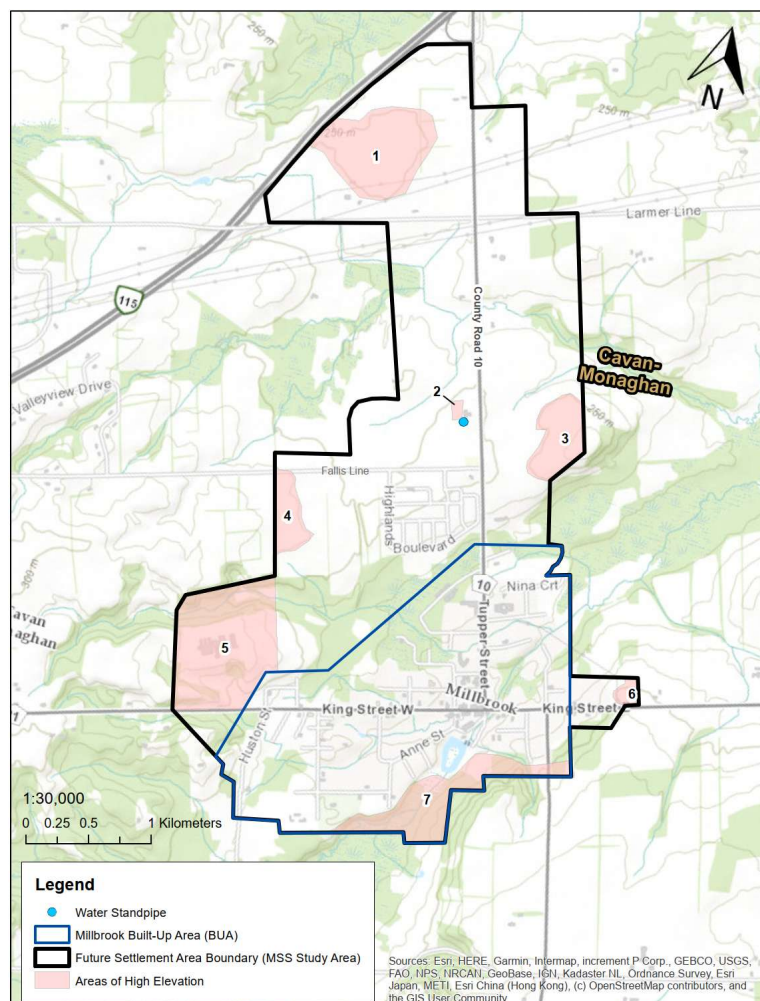 250 m
N
250 m
250 m
1
Larmer Line
115
County Road 10
Cavan-
Monaghan
Valleyview Drive
2
250 m
3
Fallis Line
4
Highlands
Boulevard
300 m
10
Nina Crt
Tupper Street
Cavan
5
Millbrook
6
King Street W
King Street E
Huston St
Anne St
7
1:30,000
0 0.25 0.5 1 Kilometers
Legend
Water Standpipe
Millbrook Built-Up Area (BUA)
Future Settlement Area Boundary (MSS Study Area)
Areas of High Elevation
Sources: Esri, HERE, Garmin, Intermap, increment P Corp., GEBCO, USGS,
FAO, NPS, NRCAN, GeoBase, IGN, Kadaster NL, Ordnance Survey, Esri
Japan, METI, Esri China (Hong Kong), (c) OpenStreetMap contributors, and
the GIS User Community